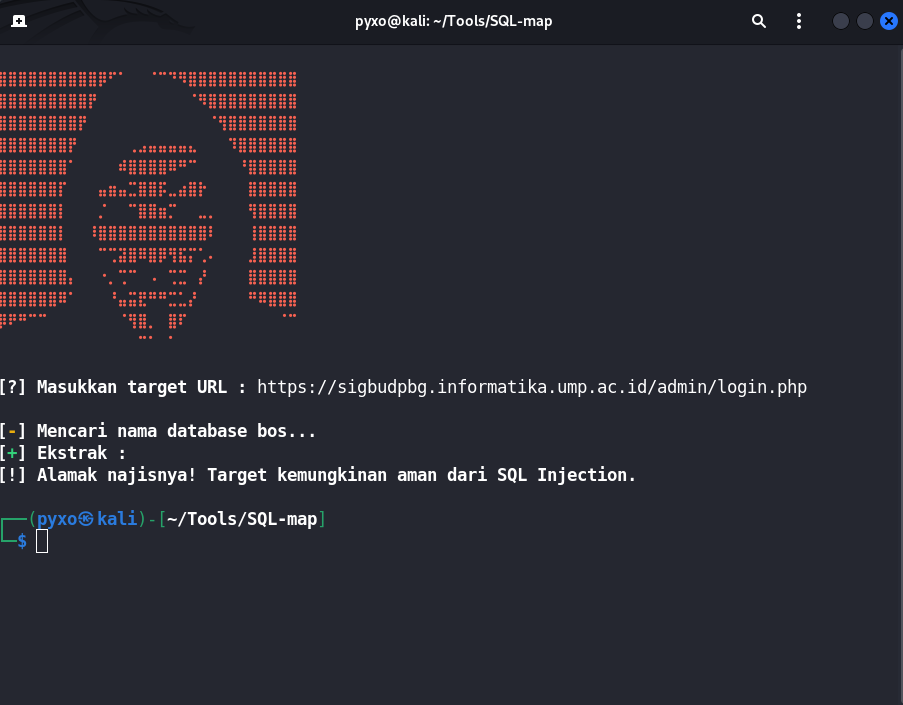 pyxo@kali: ~/Tools/SQL-map
[?] Masukkan target URL : https://sigbudpbg.informatika.ump.ac.id/admin/login.php
[-] Mencari nama database bos...
[+] Ekstrak :
[!] Alamak najisnya! Target kemungkinan aman dari SQL Injection.
┌──(pyxo㉿kali)-[~/Tools/SQL-map]
└─$